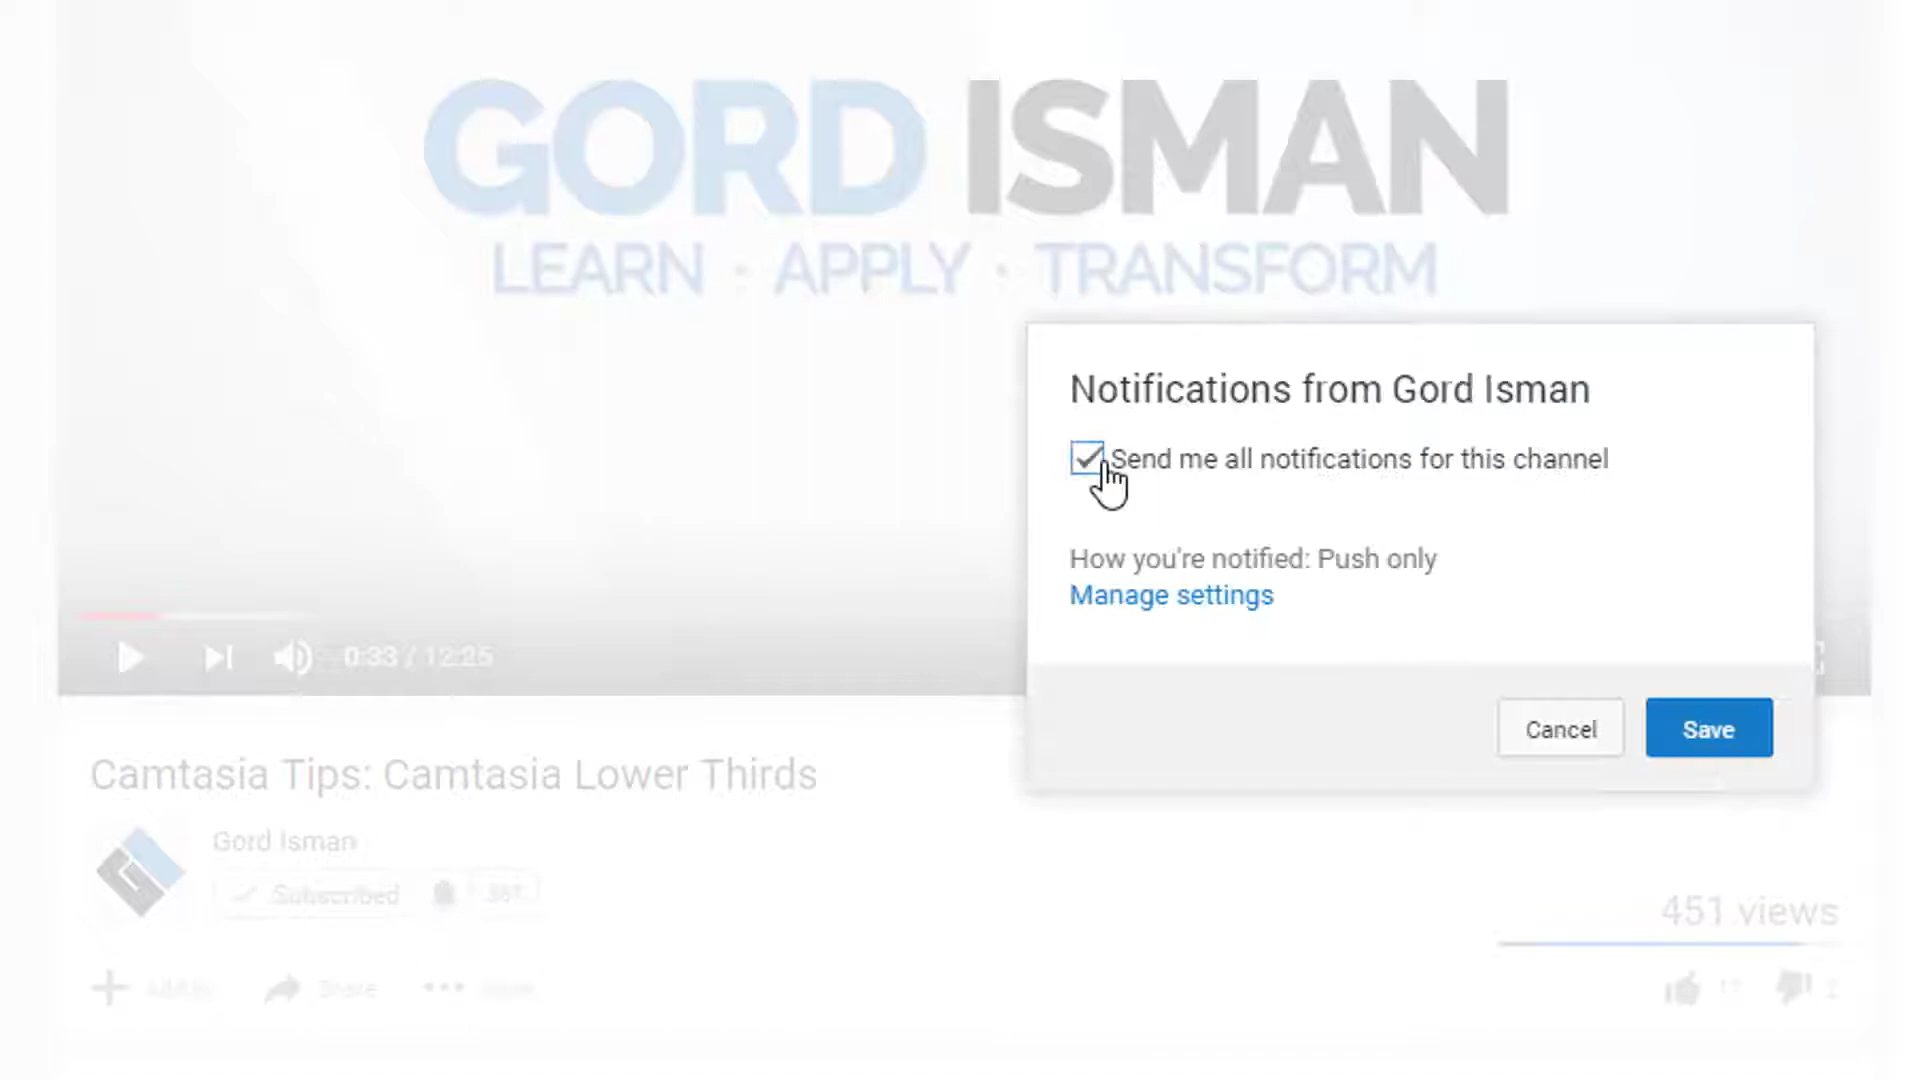 GORD ISMAN
LEARN · APPLY · TRANSFORM
Notifications from Gord Isman
Send me all notifications for this channel
How you're notified: Push only
Manage settings
0:33 / 12:25
Cancel
Save
Camtasia Tips: Camtasia Lower Thirds
Gord Isman
Subscribed
451 views
Share